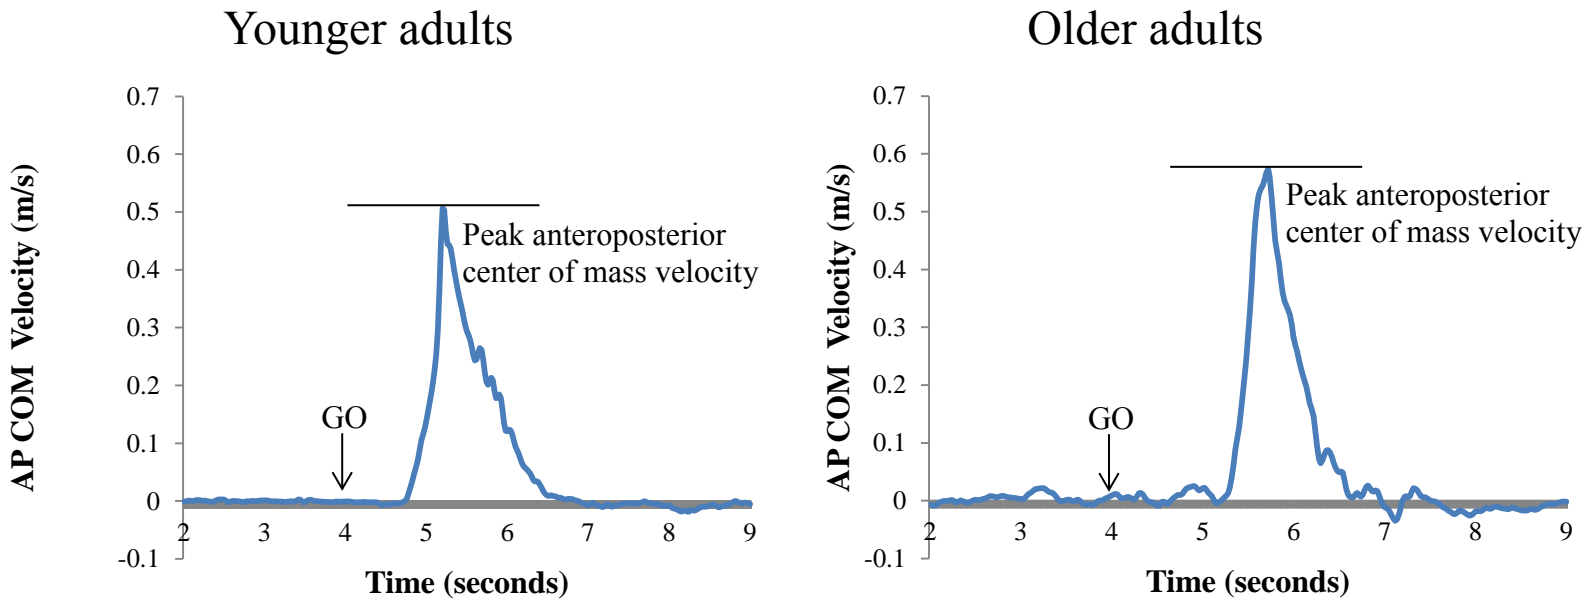 Younger adults
0.7
0.6
0.5
0.4
0.3
0.2
0.1
0
-0.1
AP COM Velocity (m/s)
Peak anteroposterior
center of mass velocity
GO
2 3 4 5 6 7 8 9
Time (seconds)
Older adults
0.7
0.6
0.5
0.4
0.3
0.2
0.1
0
-0.1
AP COM Velocity (m/s)
Peak anteroposterior
center of mass velocity
GO
2 3 4 5 6 7 8 9
Time (seconds)